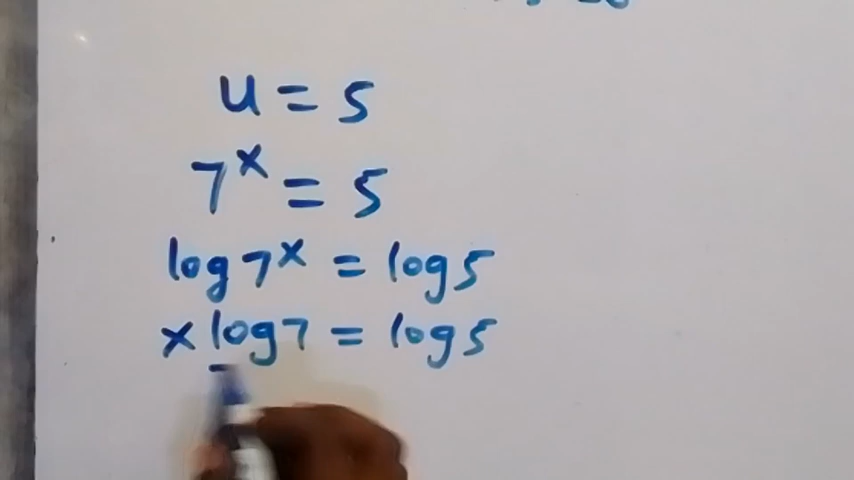 u = 5
7^x = 5
log 7^x = log 5
x log 7 = log 5